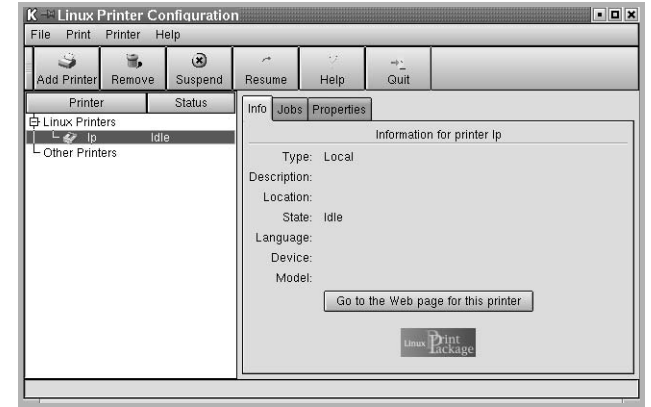 K Linux Printer Configuration
File Print Printer Help
Add Printer Remove Suspend Resume Help Quit
Printer Status
Linux Printers
lp Idle
Other Printers
Info Jobs Properties
Information for printer lp
Type: Local
Description:
Location:
State: Idle
Language:
Device:
Model:
Go to the Web page for this printer
Linux Print Package